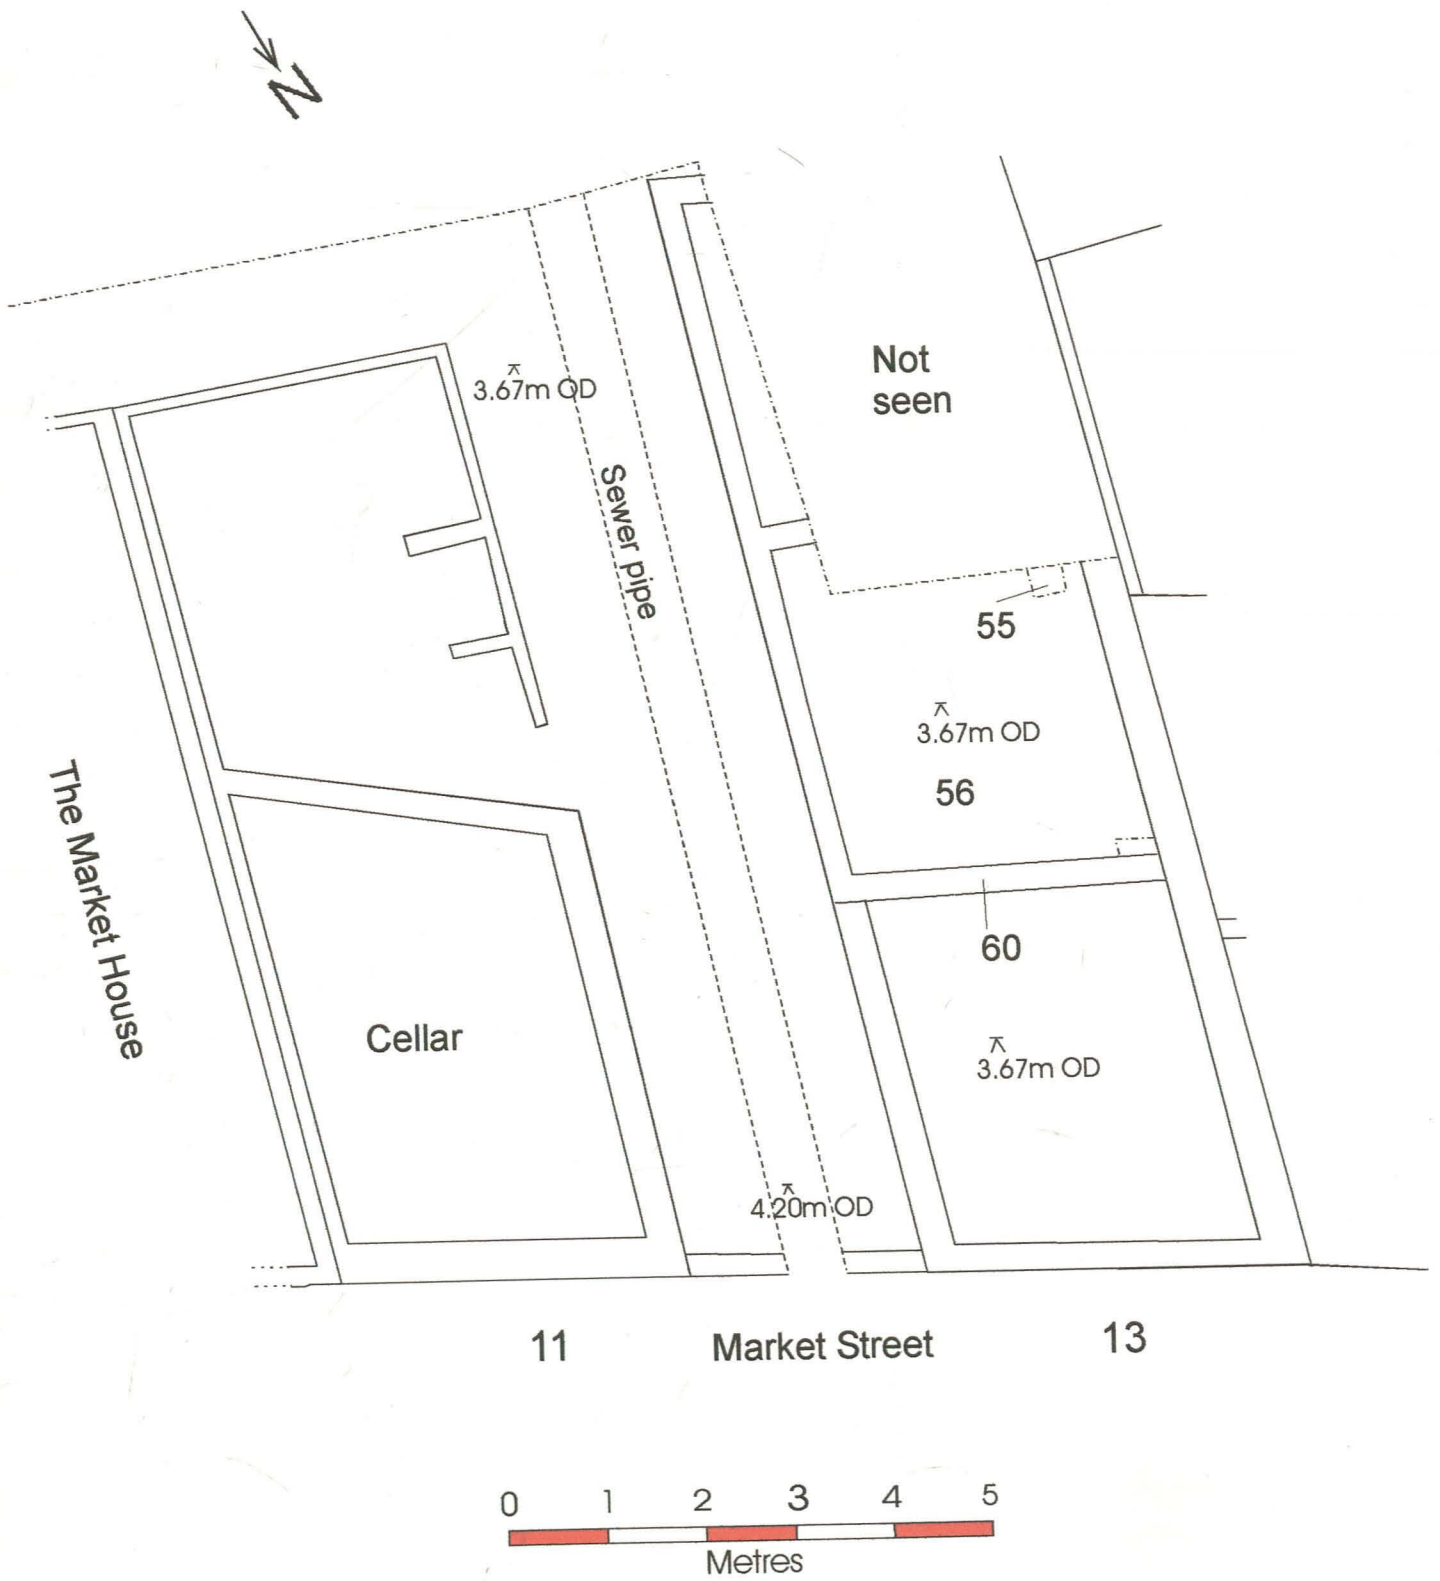 N
Not
seen
3.67m OD
Sewer pipe
55
3.67m OD
56
The Market House
60
Cellar
3.67m OD
4.20m OD
11 Market Street 13
0 1 2 3 4 5
Metres